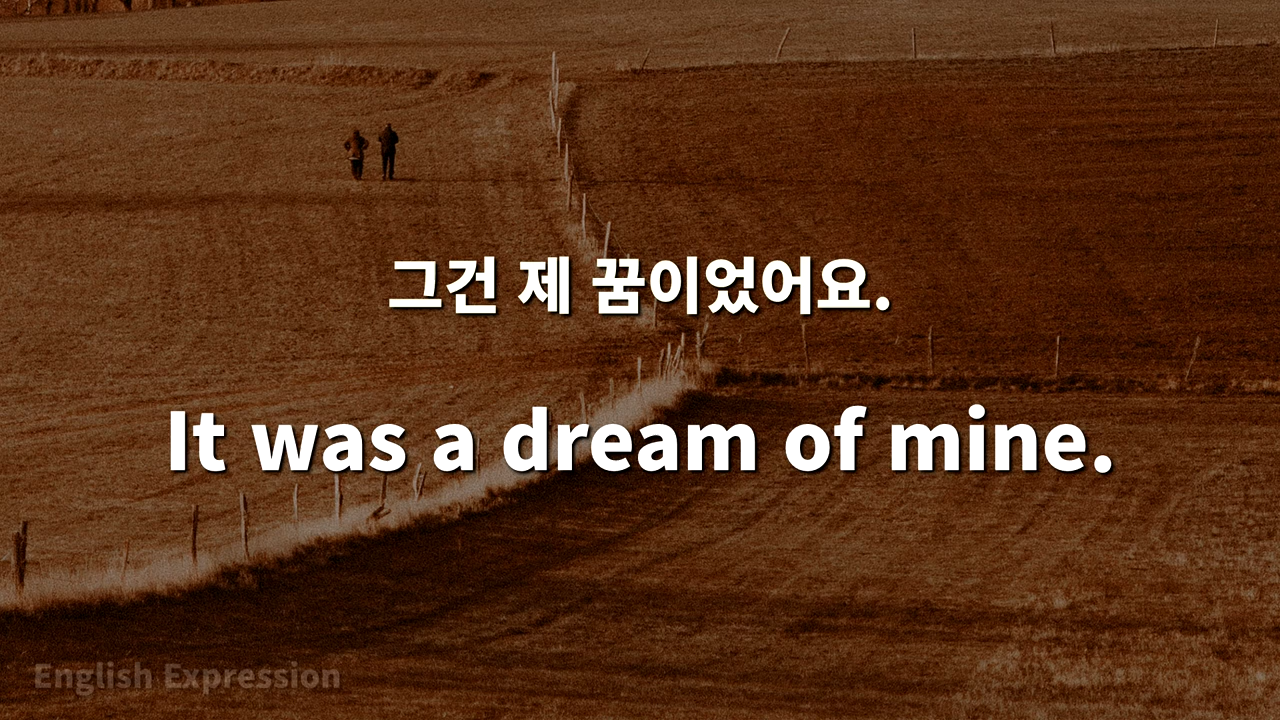 그건 제 꿈이었어요.
It was a dream of mine.
English Expression